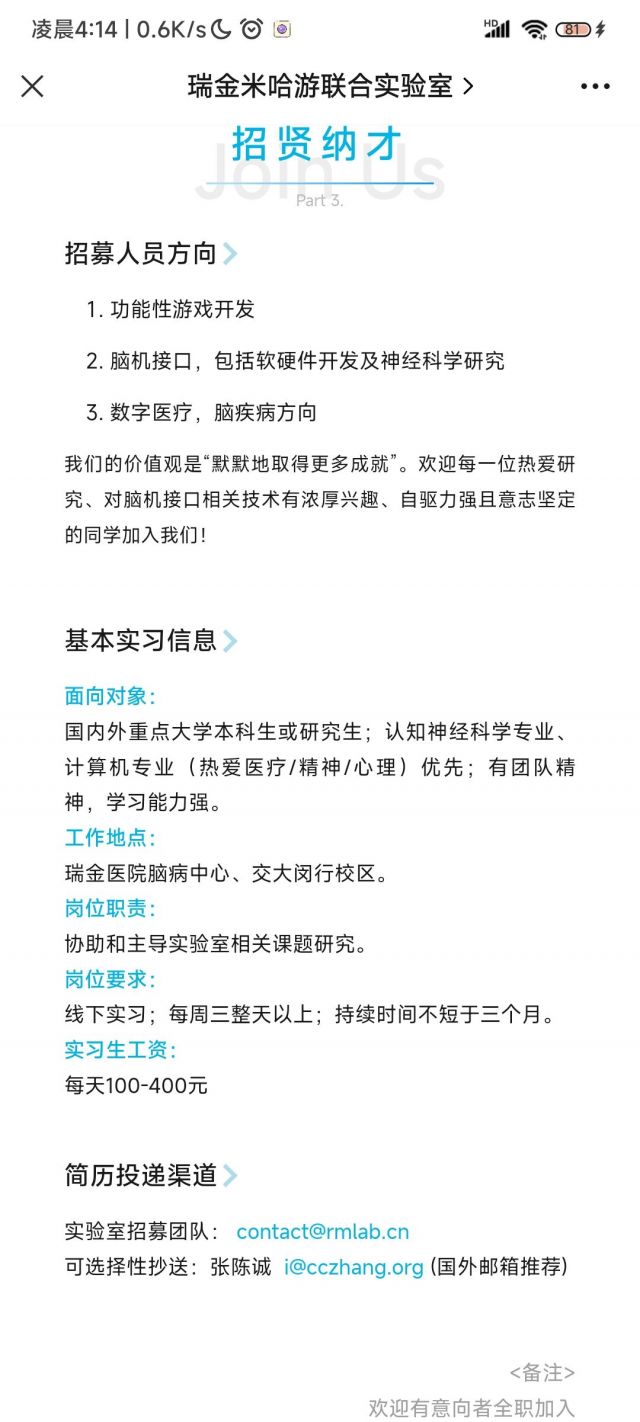 凌晨4:14 | 0.6K/s
HD
81
瑞金米哈游联合实验室
招贤纳才
Join Us
Part 3.
招募人员方向
1. 功能性游戏开发
2. 脑机接口，包括软硬件开发及神经科学研究
3. 数字医疗，脑疾病方向
我们的价值观是“默默地取得更多成就”。欢迎每一位热爱研
究、对脑机接口相关技术有浓厚兴趣、自驱力强且意志坚定
的同学加入我们！
基本实习信息
面向对象：
国内外重点大学本科生或研究生；认知神经科学专业、
计算机专业（热爱医疗/精神/心理）优先；有团队精
神，学习能力强。
工作地点：
瑞金医院脑病中心、交大闵行校区。
岗位职责：
协助和主导实验室相关课题研究。
岗位要求：
线下实习；每周三整天以上；持续时间不短于三个月。
实习生工资：
每天100-400元
简历投递渠道
实验室招募团队： contact@rmlab.cn
可选择性抄送：张陈诚 i@cczhang.org (国外邮箱推荐)
<备注>
欢迎有意向者全职加入